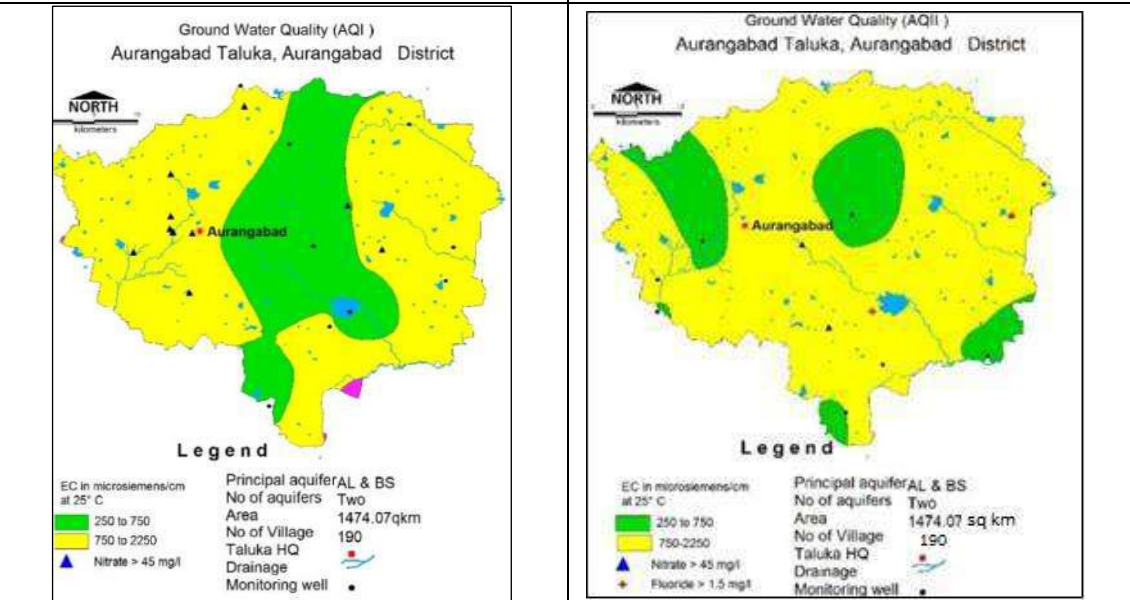 Ground Water Quality (AQI )
Aurangabad Taluka, Aurangabad District
NORTH
kilometers
Aurangabad
Legend
EC in microsiemens/cm
at 25° C
250 to 750
750 to 2250
Nitrate > 45 mg/l
Principal aquifer AL & BS
No of aquifers Two
Area 1474.07qkm
No of Village 190
Taluka HQ
Drainage
Monitoring well
Ground Water Quality (AQII )
Aurangabad Taluka, Aurangabad District
NORTH
kilometers
Aurangabad
Legend
EC in microsiemens/cm
at 25° C
250 to 750
750-2250
Nitrate > 45 mg/l
Fluoride > 1.5 mg/l
Principal aquifer AL & BS
No of aquifers Two
Area 1474.07 sq km
No of Village 190
Taluka HQ
Drainage
Monitoring well